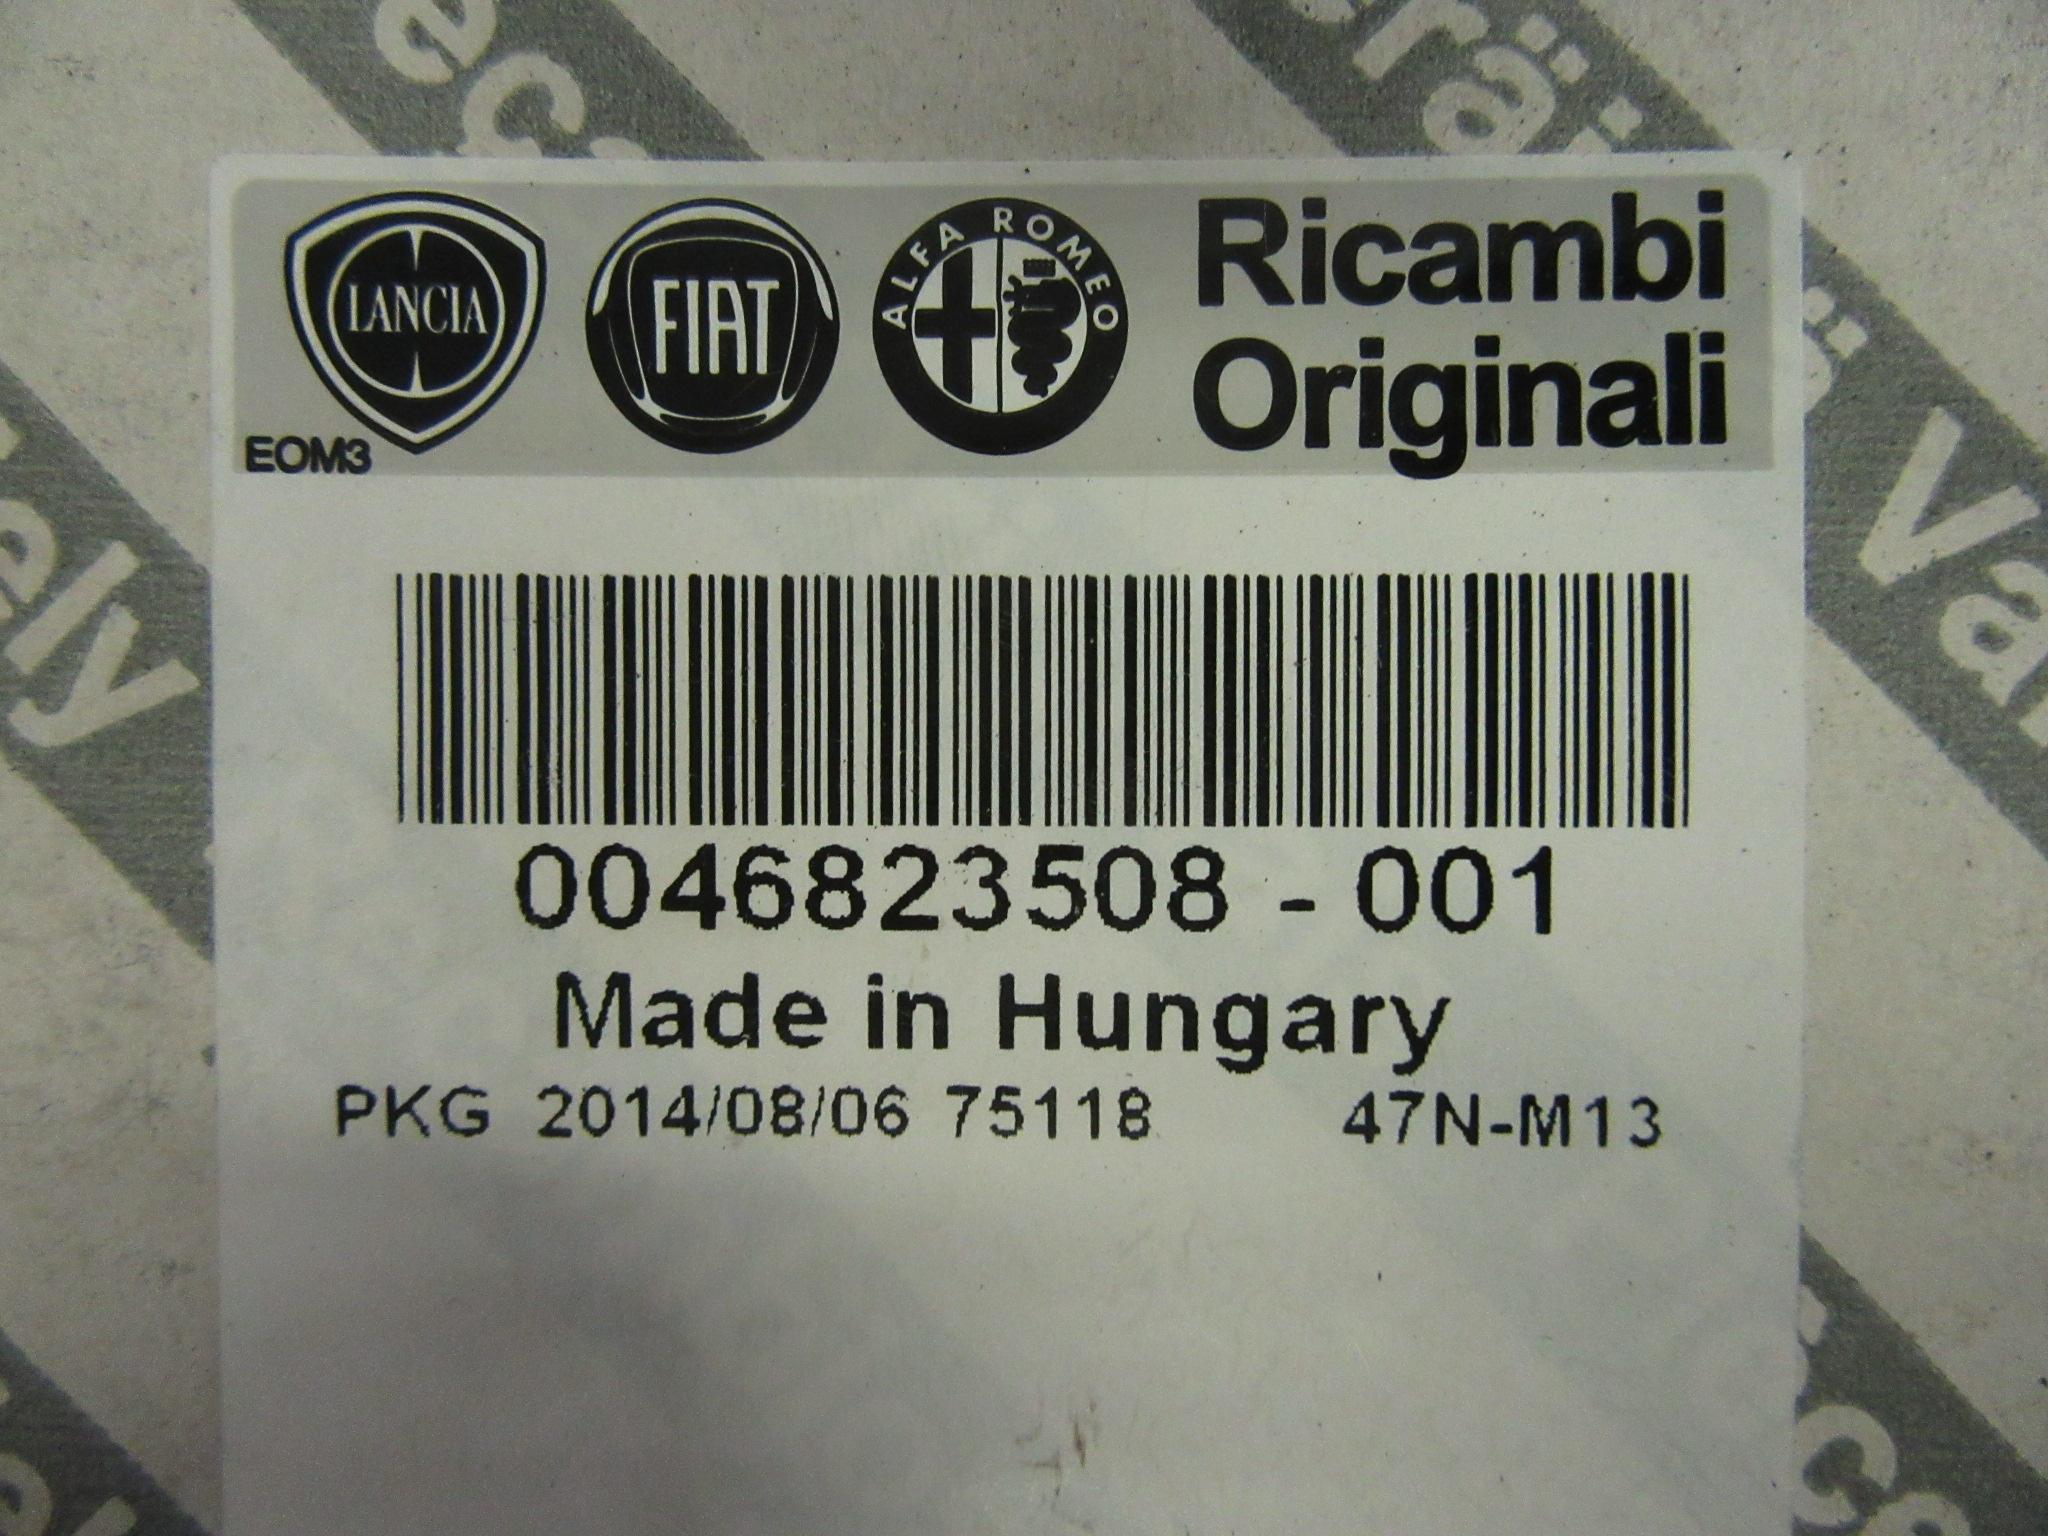 LANCIA
FIAT
ALFA ROMEO
Ricambi
Originali
EOM3
0046823508 - 001
Made in Hungary
PKG 2014/08/06 75118 47N-M13